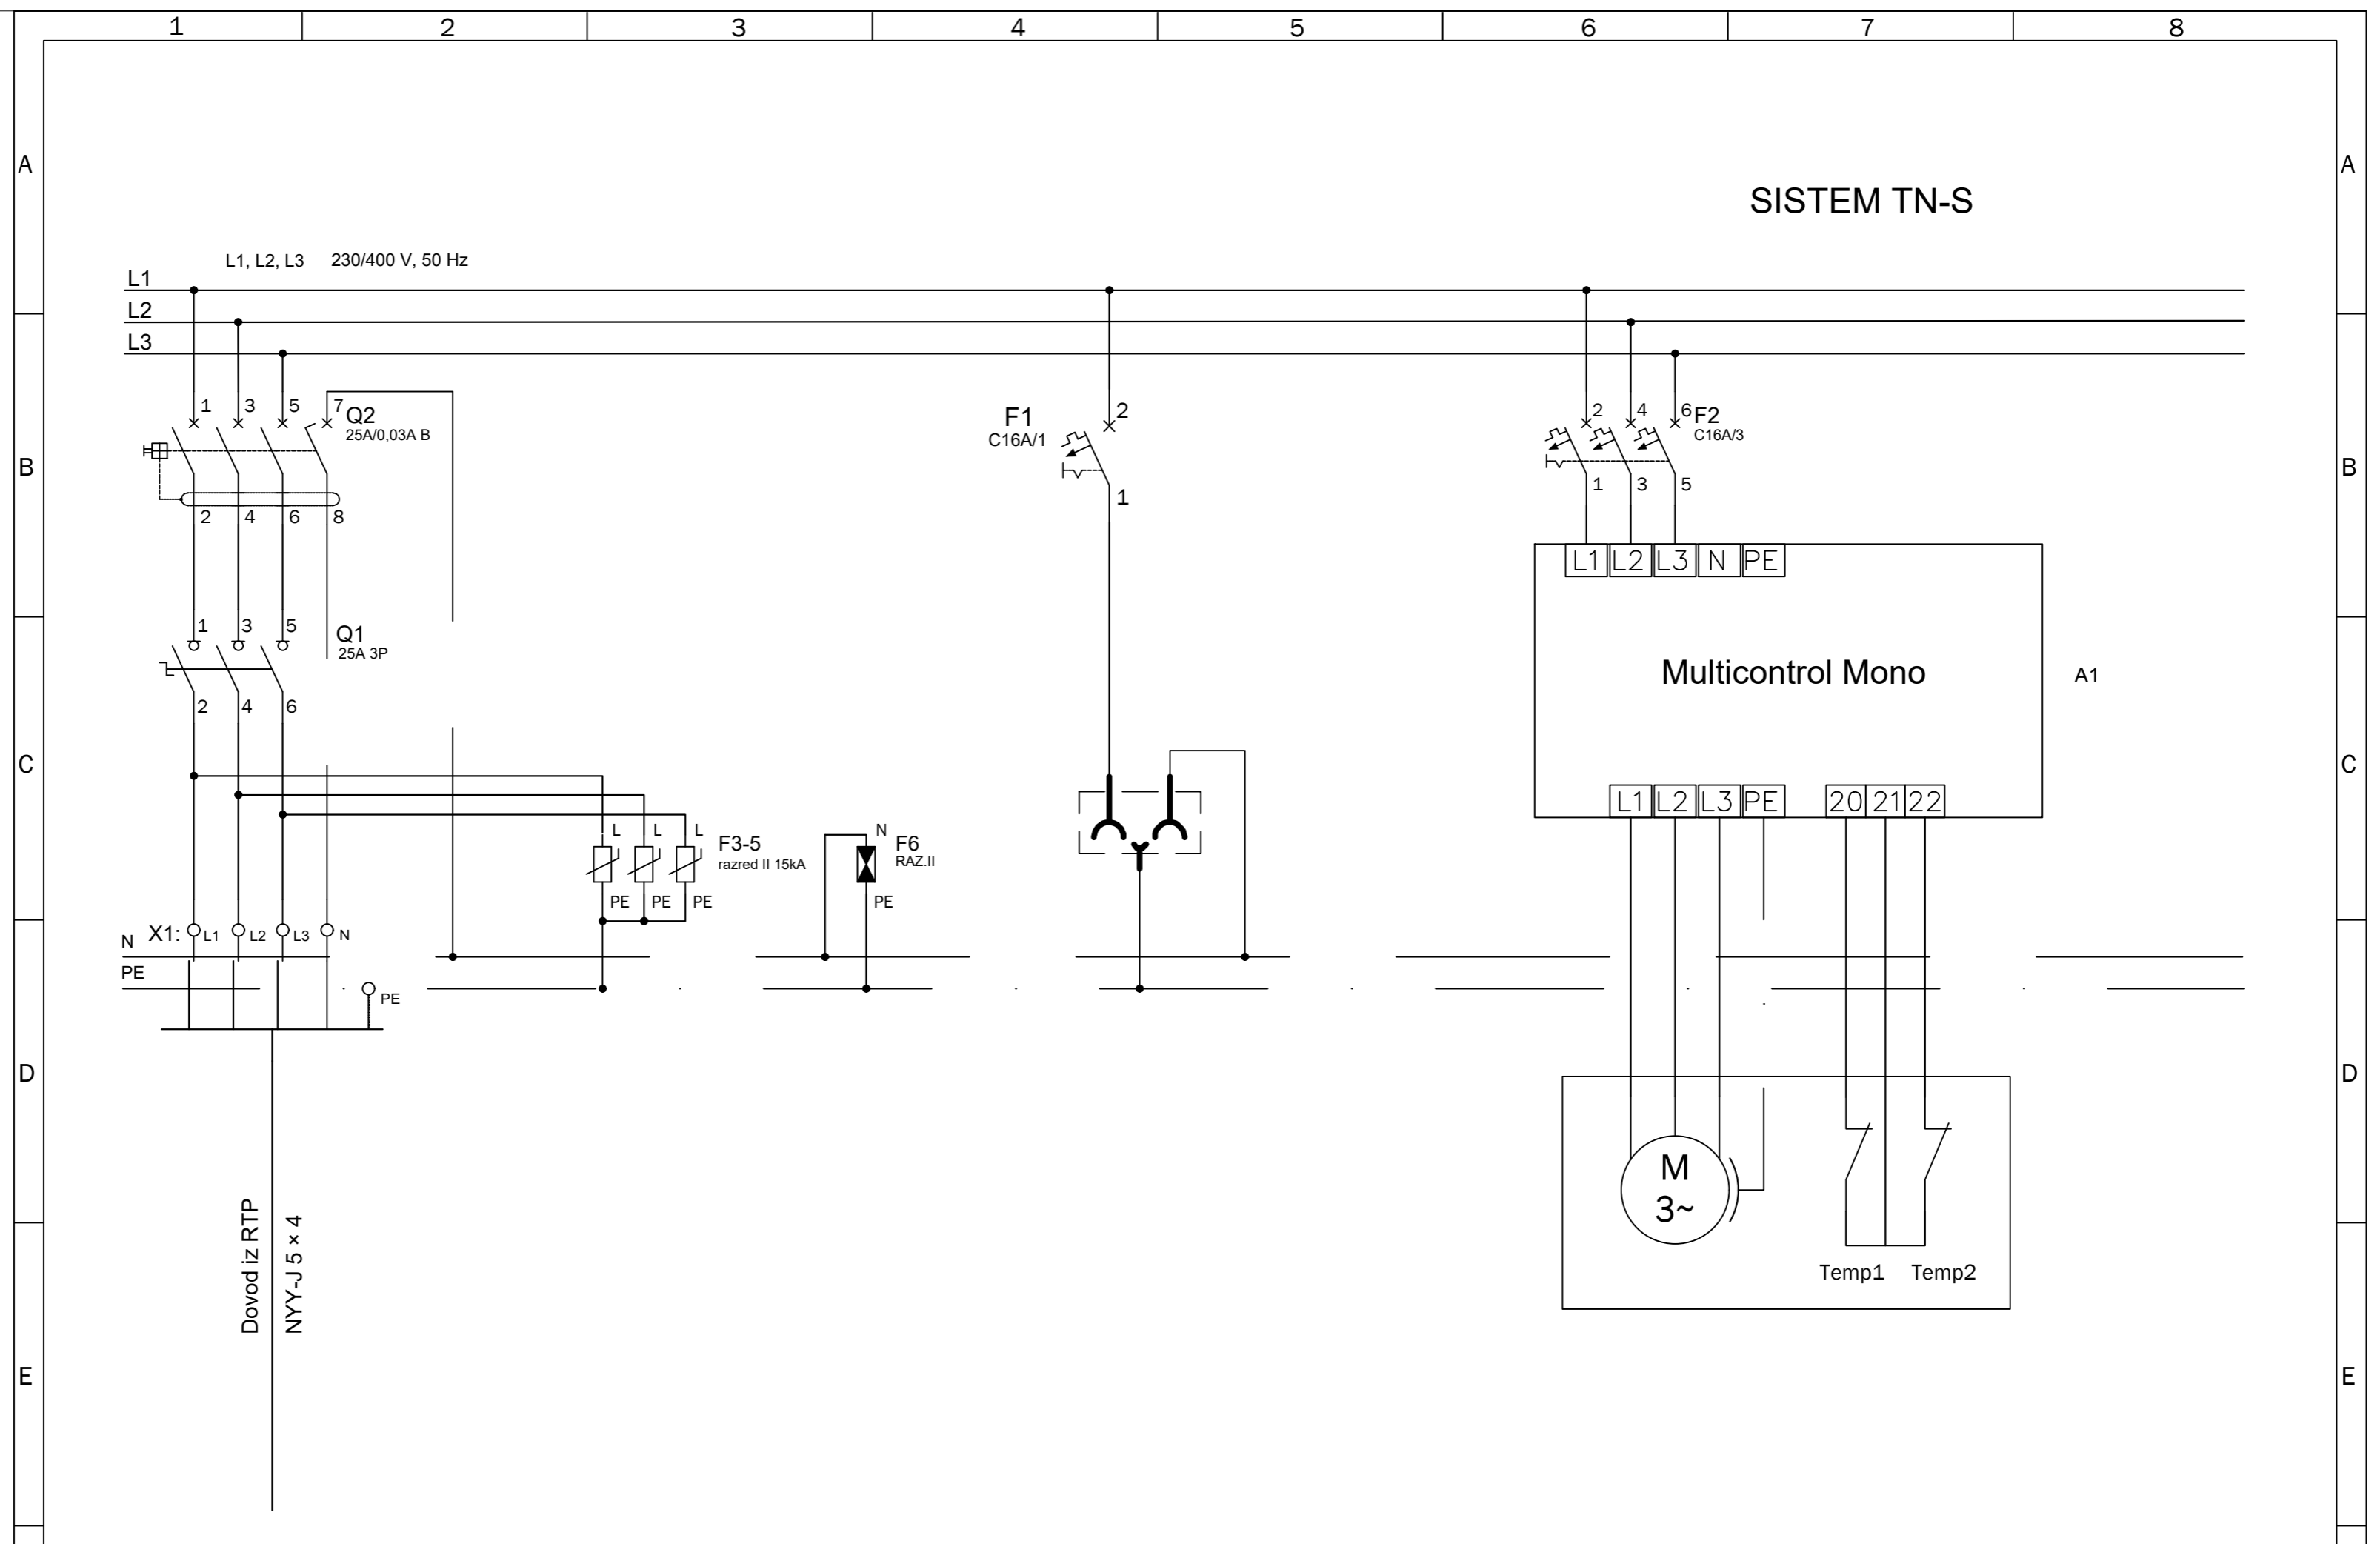 1 2 3 4 5 6 7 8
A A
SISTEM TN-S
L1, L2, L3 230/400 V, 50 Hz
L1
L2
L3
1 3 5 7 Q2
25A/0,03A B
2 4 6 8
F1
C16A/1
2
1
2 4 6 F2
C16A/3
1 3 5
B B
L1 L2 L3 N PE
1 3 5 Q1
25A 3P
2 4 6
Multicontrol Mono
A1
C C
L1 L2 L3 PE 20 21 22
L L L F3-5
razred II 15kA
PE PE PE
N F6
RAZ.II
PE
N X1: L1 L2 L3 N
PE
PE
D D
M
3~
Dovod iz RTP
NYY-J 5 × 4
Temp1 Temp2
E E